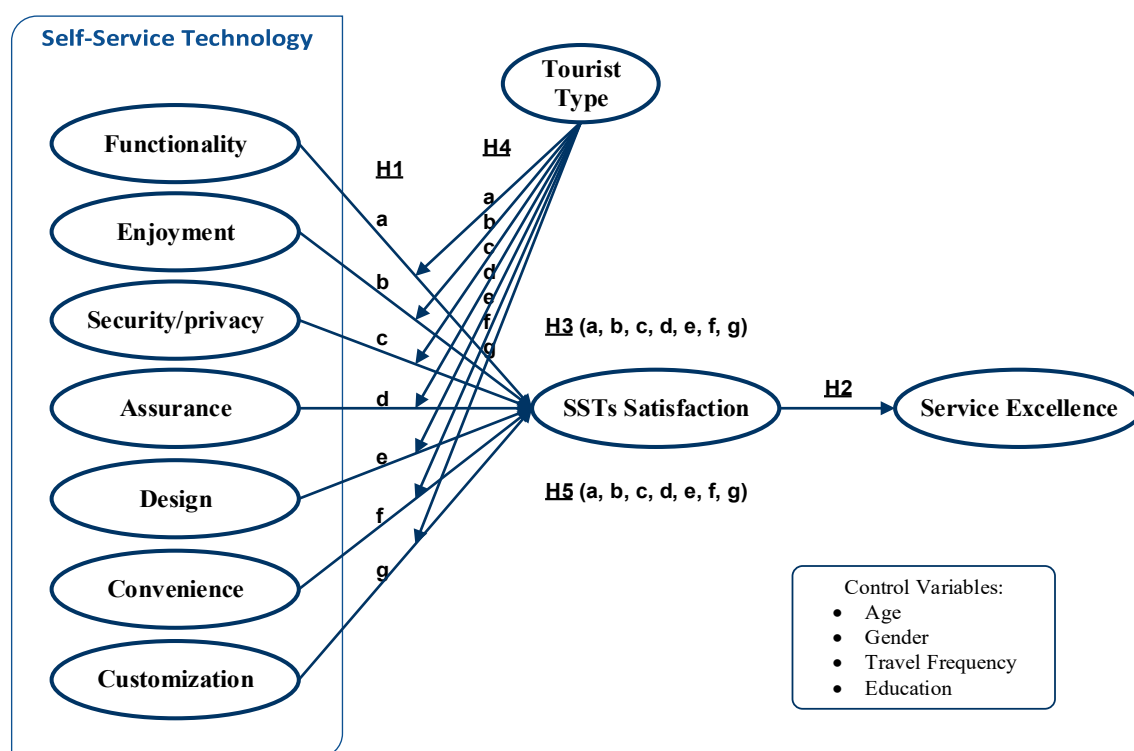 Self-Service Technology
Tourist
Type
Functionality
H4
H1
a
a
Enjoyment
b
c
d
b
e
Security/privacy
f
H3 (a, b, c, d, e, f, g)
c
g
H2
d
Assurance
SSTs Satisfaction
Service Excellence
e
Design
H5 (a, b, c, d, e, f, g)
f
Convenience
g
Customization
Control Variables:
• Age
• Gender
• Travel Frequency
• Education